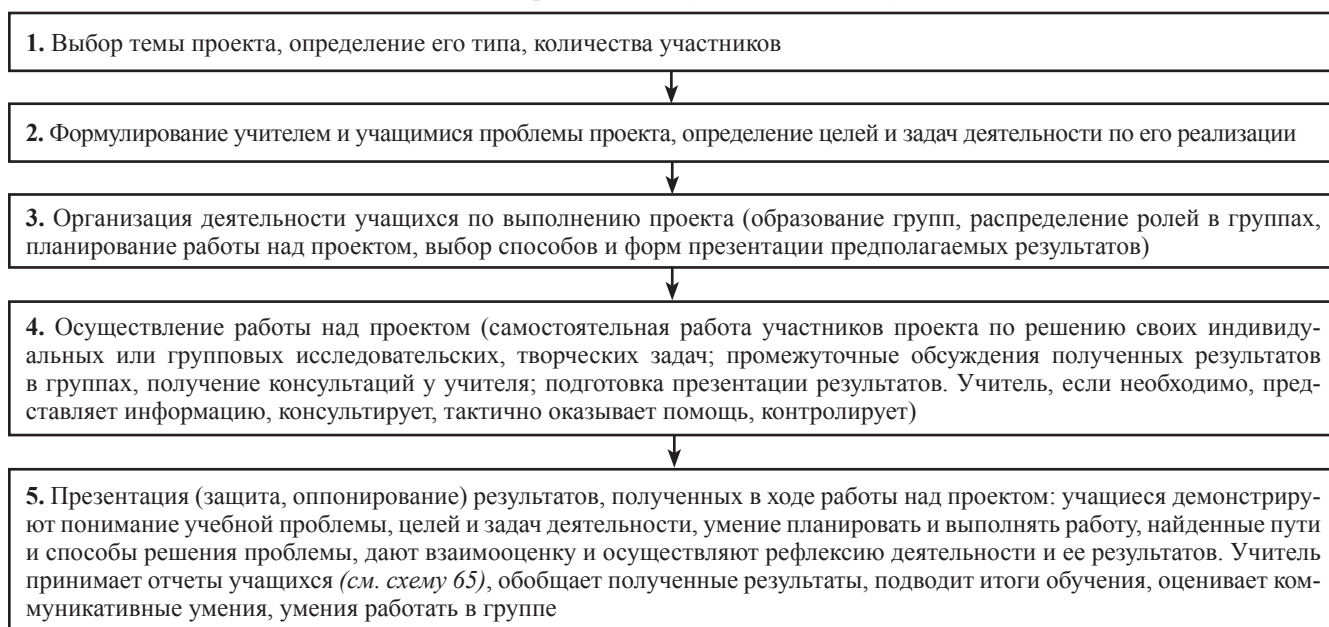 1. Выбор темы проекта, определение его типа, количества участников
2. Формулирование учителем и учащимися проблемы проекта, определение целей и задач деятельности по его реализации
3. Организация деятельности учащихся по выполнению проекта (образование групп, распределение ролей в группах,
планирование работы над проектом, выбор способов и форм презентации предполагаемых результатов)
4. Осуществление работы над проектом (самостоятельная работа участников проекта по решению своих индивиду-
альных или групповых исследовательских, творческих задач; промежуточные обсуждения полученных результатов
в группах, получение консультаций у учителя; подготовка презентации результатов. Учитель, если необходимо, пред-
ставляет информацию, консультирует, тактично оказывает помощь, контролирует)
5. Презентация (защита, оппонирование) результатов, полученных в ходе работы над проектом: учащиеся демонстриру-
ют понимание учебной проблемы, целей и задач деятельности, умение планировать и выполнять работу, найденные пути
и способы решения проблемы, дают взаимооценку и осуществляют рефлексию деятельности и ее результатов. Учитель
принимает отчеты учащихся (см. схему 65), обобщает полученные результаты, подводит итоги обучения, оценивает ком-
муникативные умения, умения работать в группе